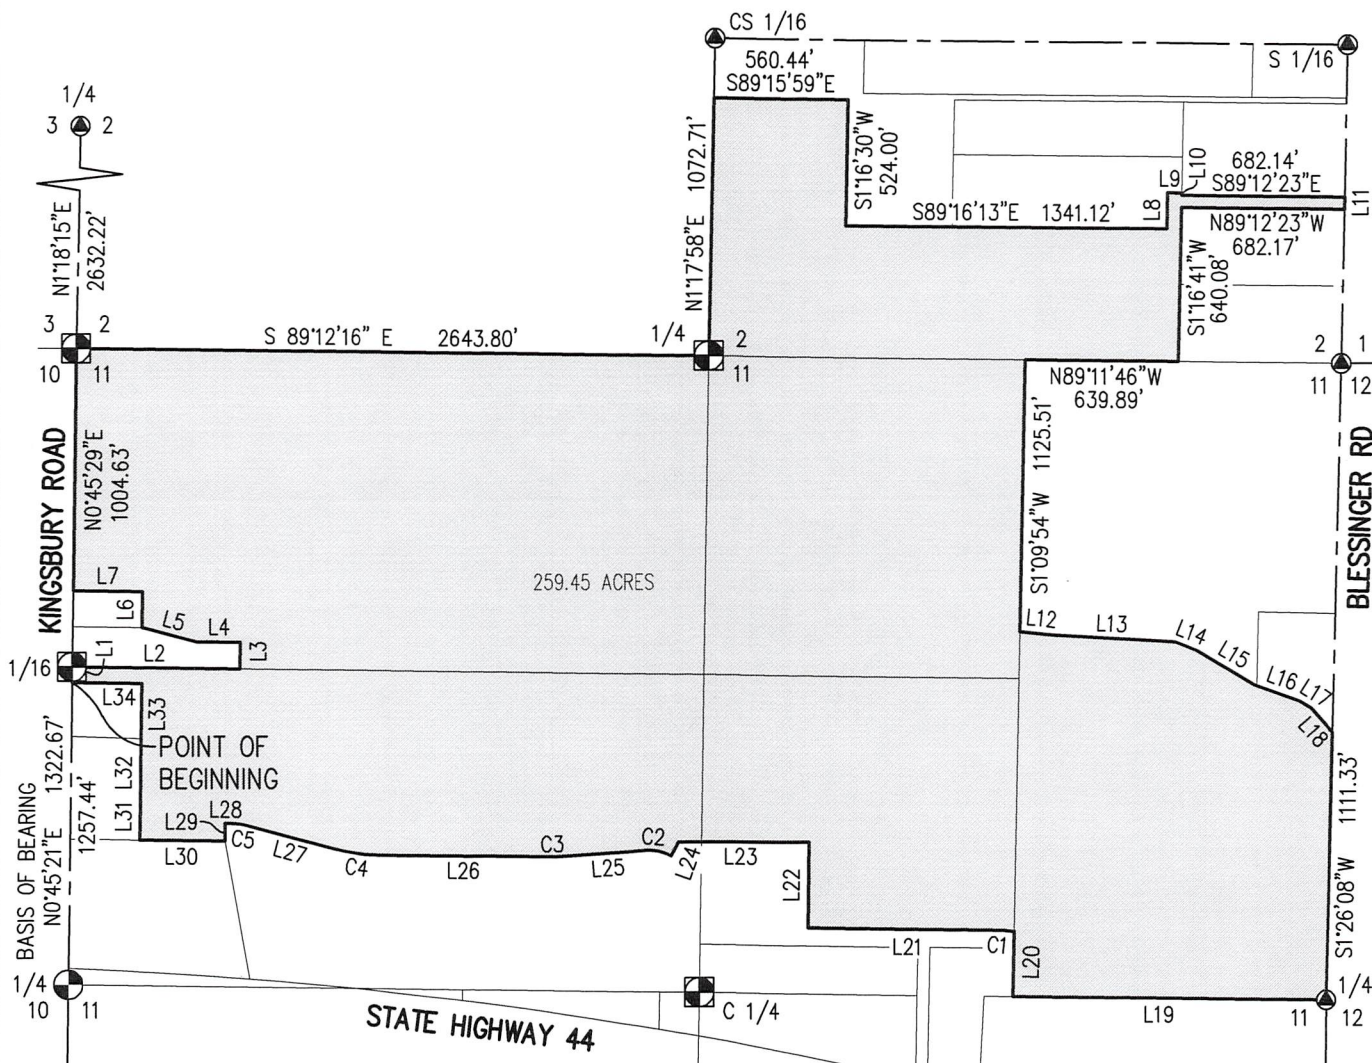 CS 1/16
S 1/16
560.44'
S89°15'59"E
1/4
3 2
N1°18'15"E
2632.22'
1072.71'
N1°17'58"E
S1°16'30"W
524.00'
L9
L10
682.14'
S89°12'23"E
L8
L11
S89°16'13"E 1341.12'
N89°12'23"W
682.17'
S1°16'41"W
640.08'
3 2
10 11
S 89°12'16" E 2643.80'
1/4 2
11
2 1
11 12
N89°11'46"W
639.89'
KINGSBURY ROAD
N0°45'29"E
1004.63'
S1°09'54"W 1125.51'
BLESSINGER RD
259.45 ACRES
L7
L6
L5
L4
L3
L2
L1
1/16
L12
L13
L14
L15
L16
L17
L18
L34
L33
POINT OF
BEGINNING
L32
L31
BASIS OF BEARING
N0°45'21"E 1322.67'
1257.44'
L28
L29
L30
C5
L27
C4
L26
C3
L25
C2
L24
L23
L22
L21
C1
L20
1111.33'
S1°26'08"W
1/4
10 11
STATE HIGHWAY 44
C 1/4
L19
1/4
11 12